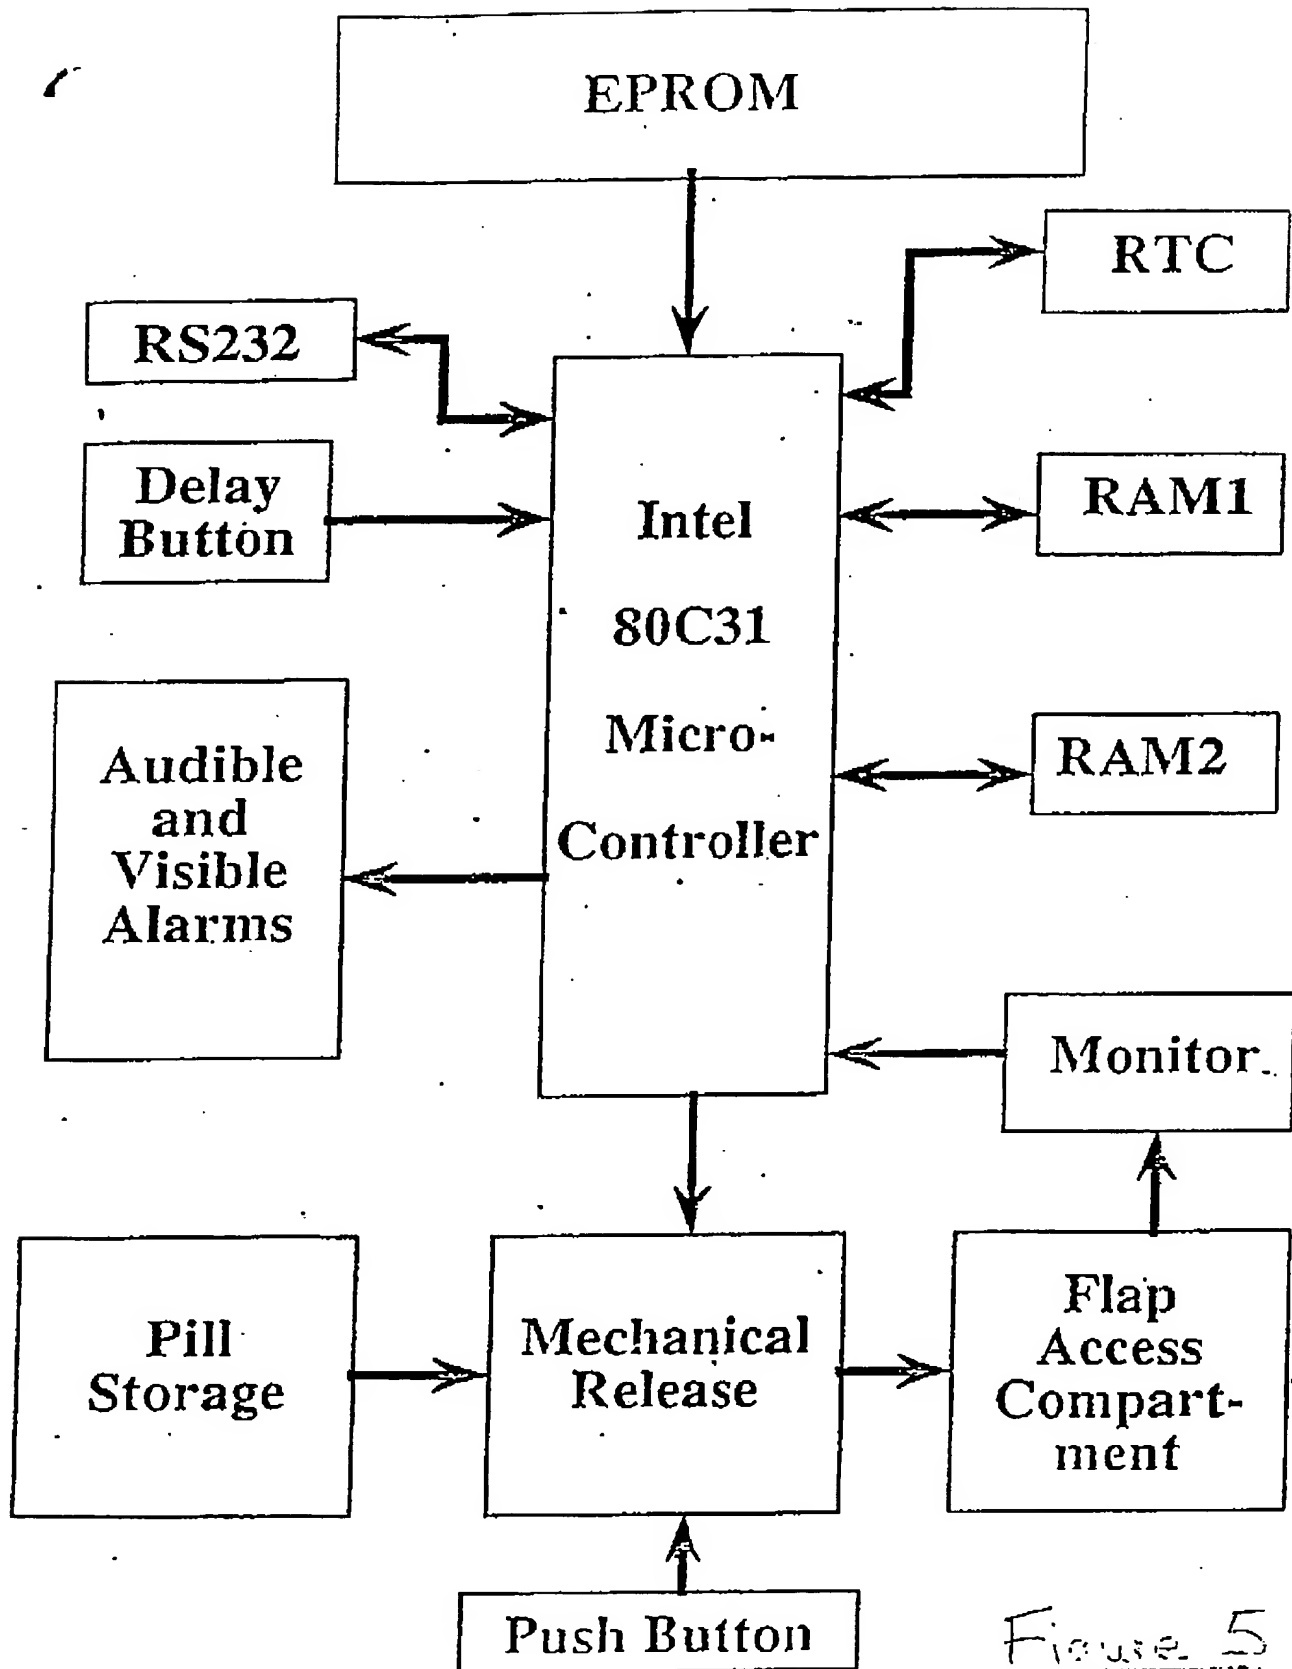 EPROM
RTC
RS232
Delay
Button
RAM1
Intel
80C31
Micro-
Controller
RAM2
Audible
and
Visible
Alarms
Monitor
Pill
Storage
Mechanical
Release
Flap
Access
Compart-
ment
Push Button
Figure 5